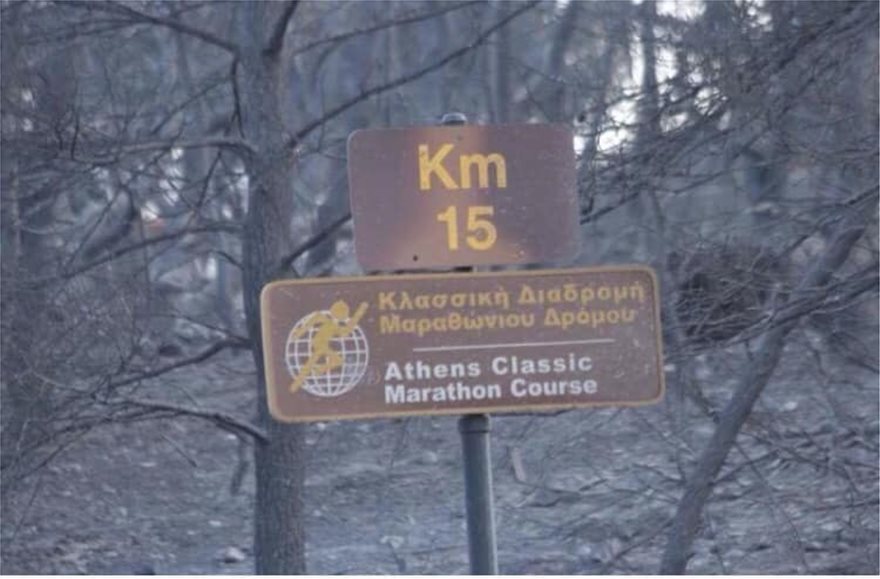 Km
15
Κλασσική Διαδρομή
Μαραθώνιου Δρόμου
Athens Classic
Marathon Course